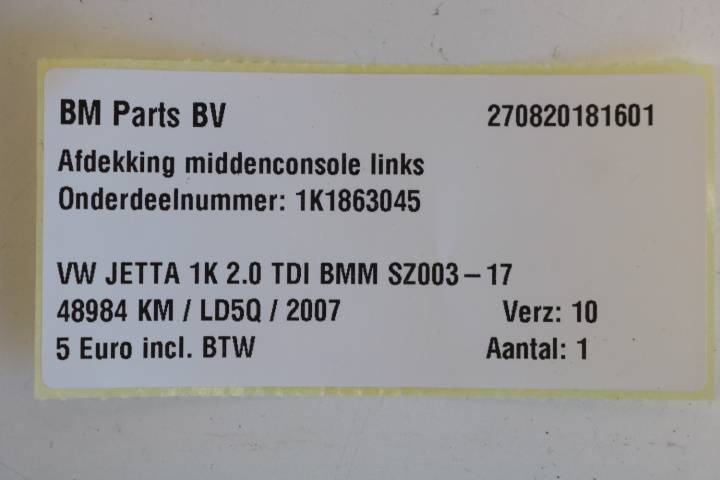 BM Parts BV 270820181601
Afdekking middenconsole links
Onderdeelnummer: 1K1863045
VW JETTA 1K 2.0 TDI BMM SZ003-17
48984 KM / LD5Q / 2007 Verz: 10
5 Euro incl. BTW Aantal: 1